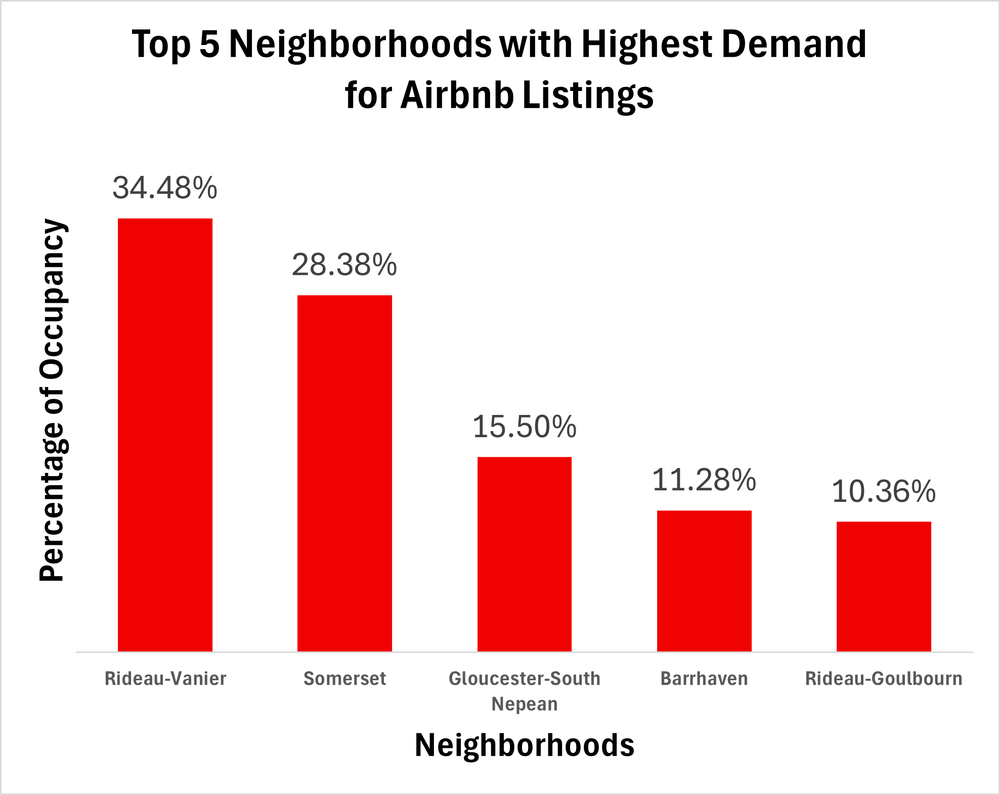 Top 5 Neighborhoods with Highest Demand
for Airbnb Listings
Percentage of Occupancy
34.48%
28.38%
15.50%
11.28%
10.36%
Rideau-Vanier
Somerset
Gloucester-South
Nepean
Barrhaven
Rideau-Goulbourn
Neighborhoods